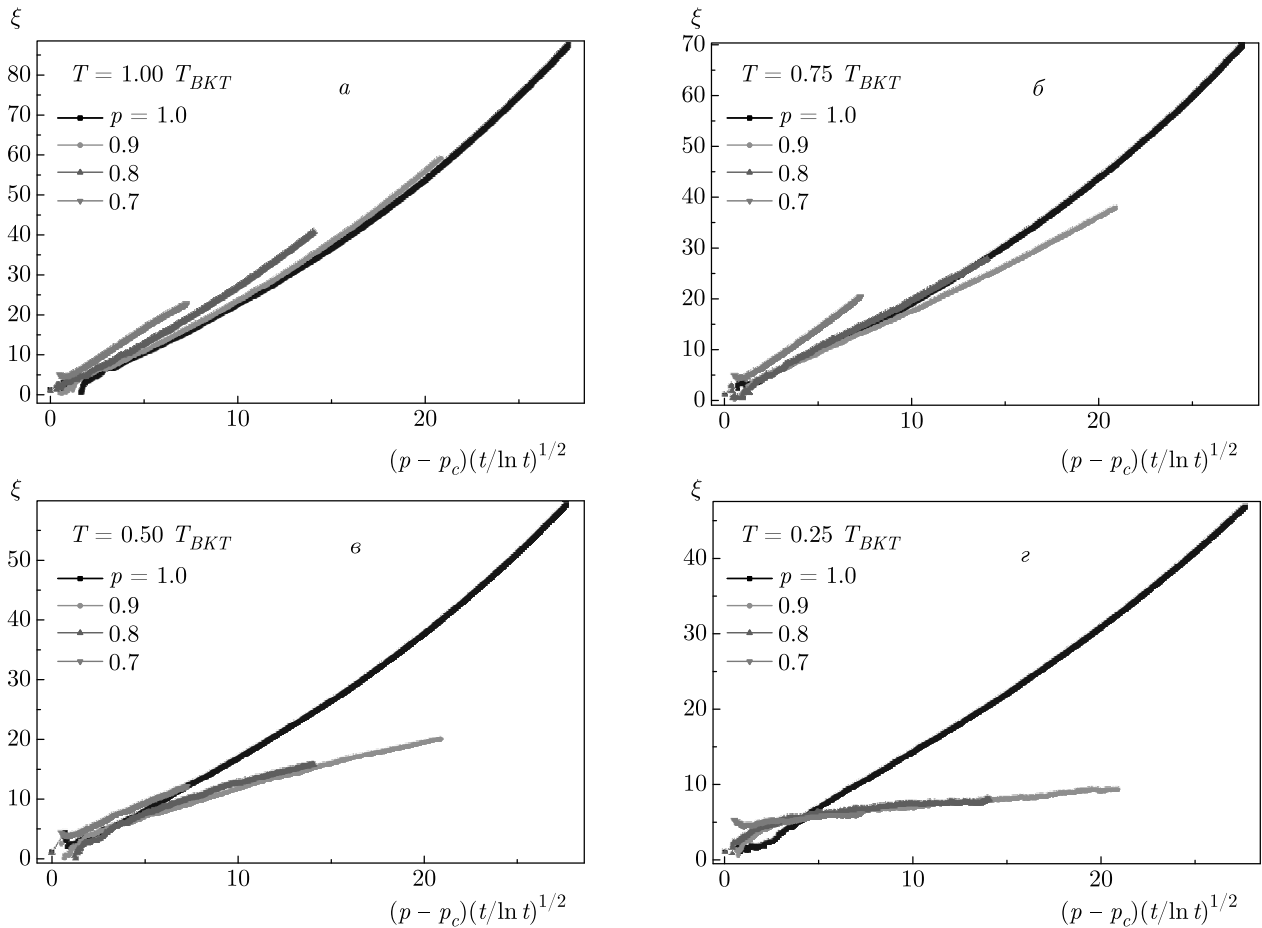 ξ
T = 1.00 T_BKT
а
p = 1.0
0.9
0.8
0.7
80
70
60
50
40
30
20
10
0
0
10
20
(p − p_c)(t/ln t)^1/2
ξ
T = 0.75 T_BKT
б
p = 1.0
0.9
0.8
0.7
70
60
50
40
30
20
10
0
0
10
20
(p − p_c)(t/ln t)^1/2
ξ
T = 0.50 T_BKT
в
p = 1.0
0.9
0.8
0.7
50
40
30
20
10
0
0
10
20
(p − p_c)(t/ln t)^1/2
ξ
T = 0.25 T_BKT
г
p = 1.0
0.9
0.8
0.7
40
30
20
10
0
0
10
20
(p − p_c)(t/ln t)^1/2